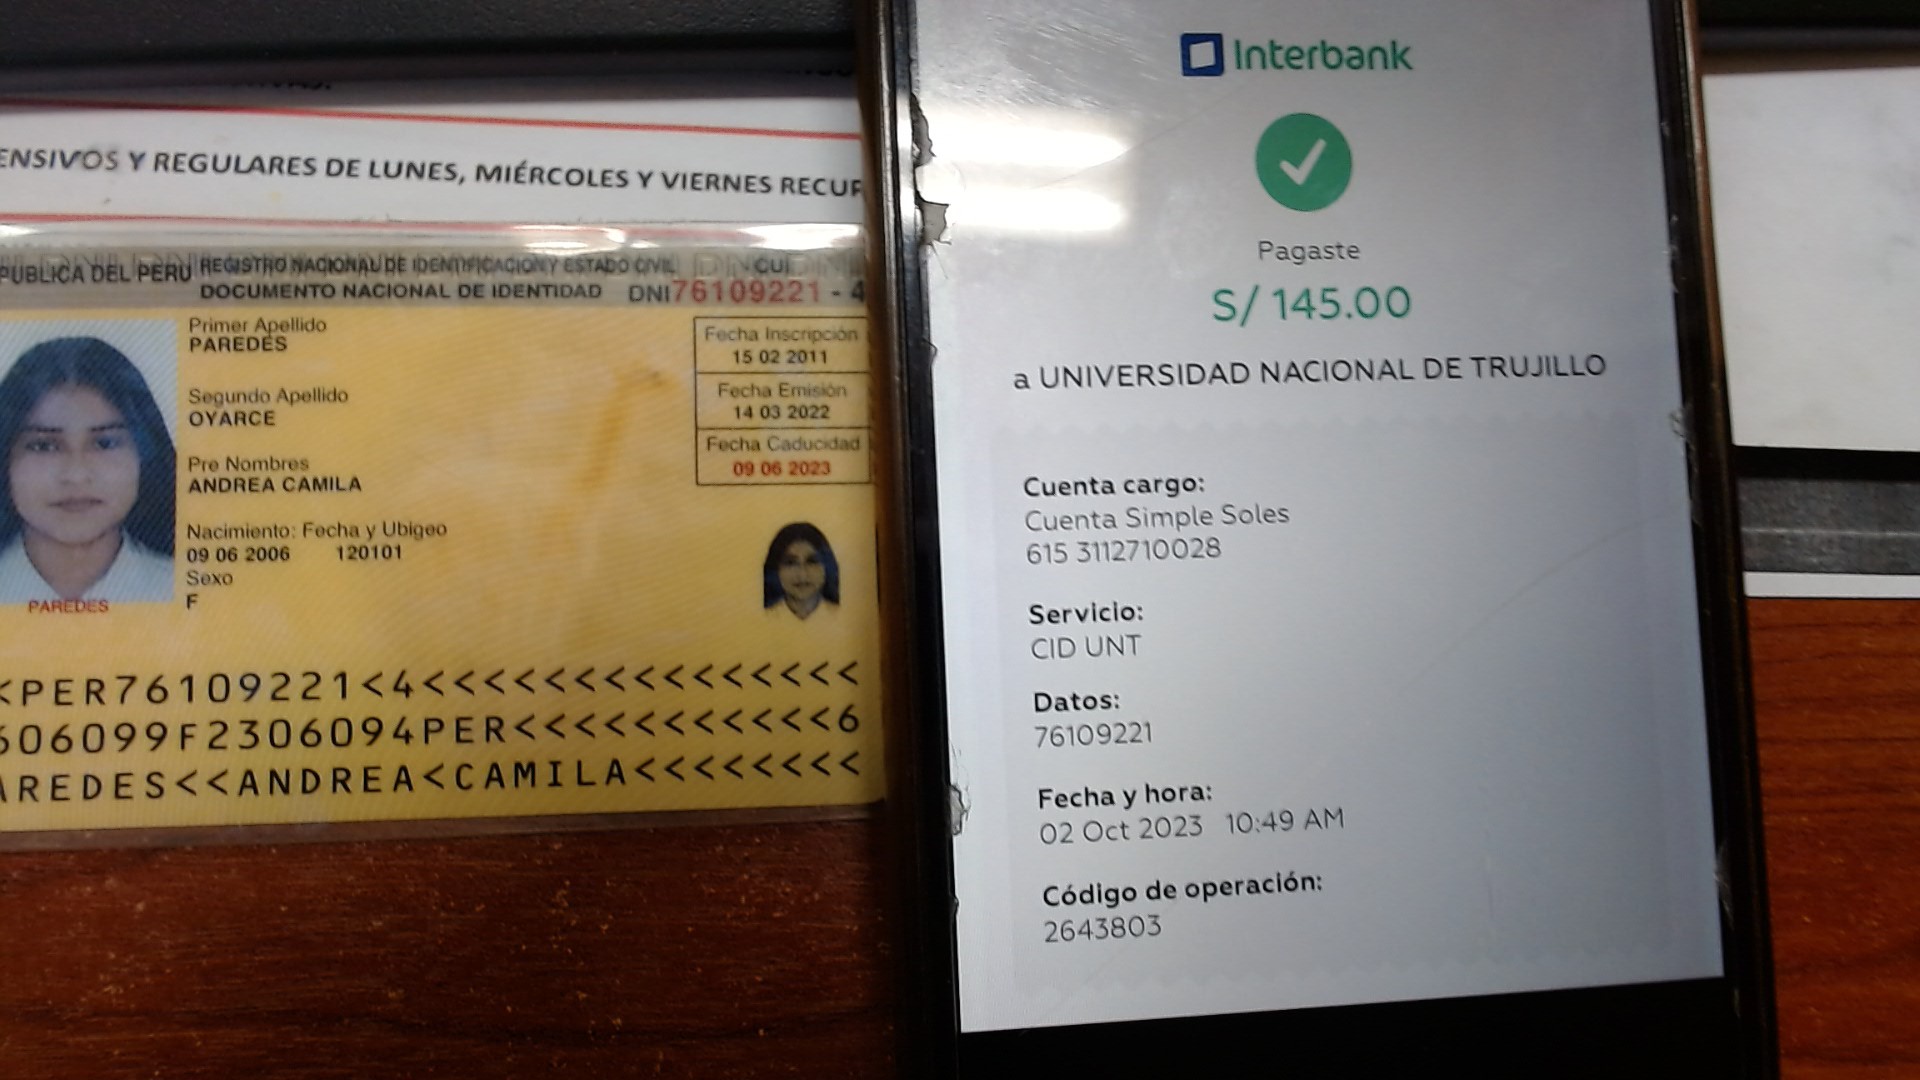 ENSIVOS Y REGULARES DE LUNES, MIÉRCOLES Y VIERNES RECUP
PUBLICA DEL PERU
REGISTRO NACIONAL DE IDENTIFICACION Y ESTADO CIVIL
CUI
DOCUMENTO NACIONAL DE IDENTIDAD DNI 76109221 - 4
Primer Apellido
PAREDES
Segundo Apellido
OYARCE
Pre Nombres
ANDREA CAMILA
Nacimiento: Fecha y Ubigeo
09 06 2006 120101
Sexo
F
Fecha Inscripción
15 02 2011
Fecha Emisión
14 03 2022
Fecha Caducidad
09 06 2023
PAREDES
<PER76109221<4<<<<<<<<<<<<<<<
606099F2306094PER<<<<<<<<<<<6
AREDES<<ANDREA<CAMILA<<<<<<<<
Interbank
Pagaste
S/ 145.00
a UNIVERSIDAD NACIONAL DE TRUJILLO
Cuenta cargo:
Cuenta Simple Soles
615 3112710028
Servicio:
CID UNT
Datos:
76109221
Fecha y hora:
02 Oct 2023 10:49 AM
Código de operación:
2643803